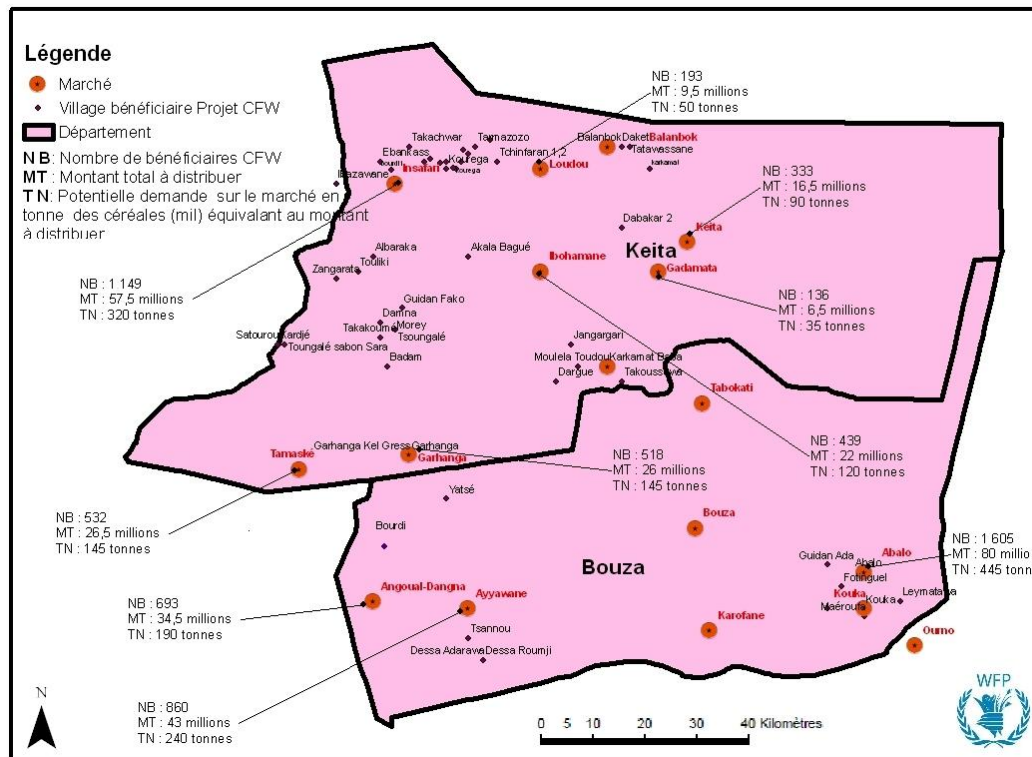 Légende
Marché
Village bénéficiaire Projet CFW
Département
NB: Nombre de bénéficiaires CFW
MT: Montant total à distribuer
TN: Potentielle demande sur le marché en
tonne des céréales (mil) équivalant au montant
à distribuer
NB : 193
MT : 9,5 millions
TN : 50 tonnes
Takachwar
Tamazozo
Ebankass
Kourega
Tchinfaran 1,2
Insafari
Loudou
Balanbok
Daket
Balanbok
Tatawassane
karkamat
NB : 333
MT : 16,5 millions
TN : 90 tonnes
Dabakar 2
Keita
Keita
Albaraka
Touliki
Zangarata
Akala Bagué
Ibohamane
Gadamata
NB : 1 149
MT : 57,5 millions
TN : 320 tonnes
NB : 136
MT : 6,5 millions
TN : 35 tonnes
Guidan Fako
Damna
Takakoumé
Morey
Tsoungalé
Satourou
Kardjé
Toungalé sabon Sara
Badam
Jangargari
Moulela
Toudou
Karkamat Baba
Dargue
Takoussawa
Tabokati
Garhanga Kel Gress
Garhanga
Tamaské
Garhanga
NB : 518
MT : 26 millions
TN : 145 tonnes
NB : 439
MT : 22 millions
TN : 120 tonnes
Yatsé
NB : 532
MT : 26,5 millions
TN : 145 tonnes
Bourdi
Bouza
Bouza
NB : 1 605
MT : 80 millio
TN : 445 tonn
Guidan Ada
Abalo
Abalo
Fotinguel
Kouka
Kouka
Maéroufa
NB : 693
MT : 34,5 millions
TN : 190 tonnes
Angoual-Dangna
Ayyawane
Karofane
Tsannou
Dessa Adarawa
Dessa Roumji
Oumo
NB : 860
MT : 43 millions
TN : 240 tonnes
N
0 5 10 20 30 40 Kilomètres
WFP